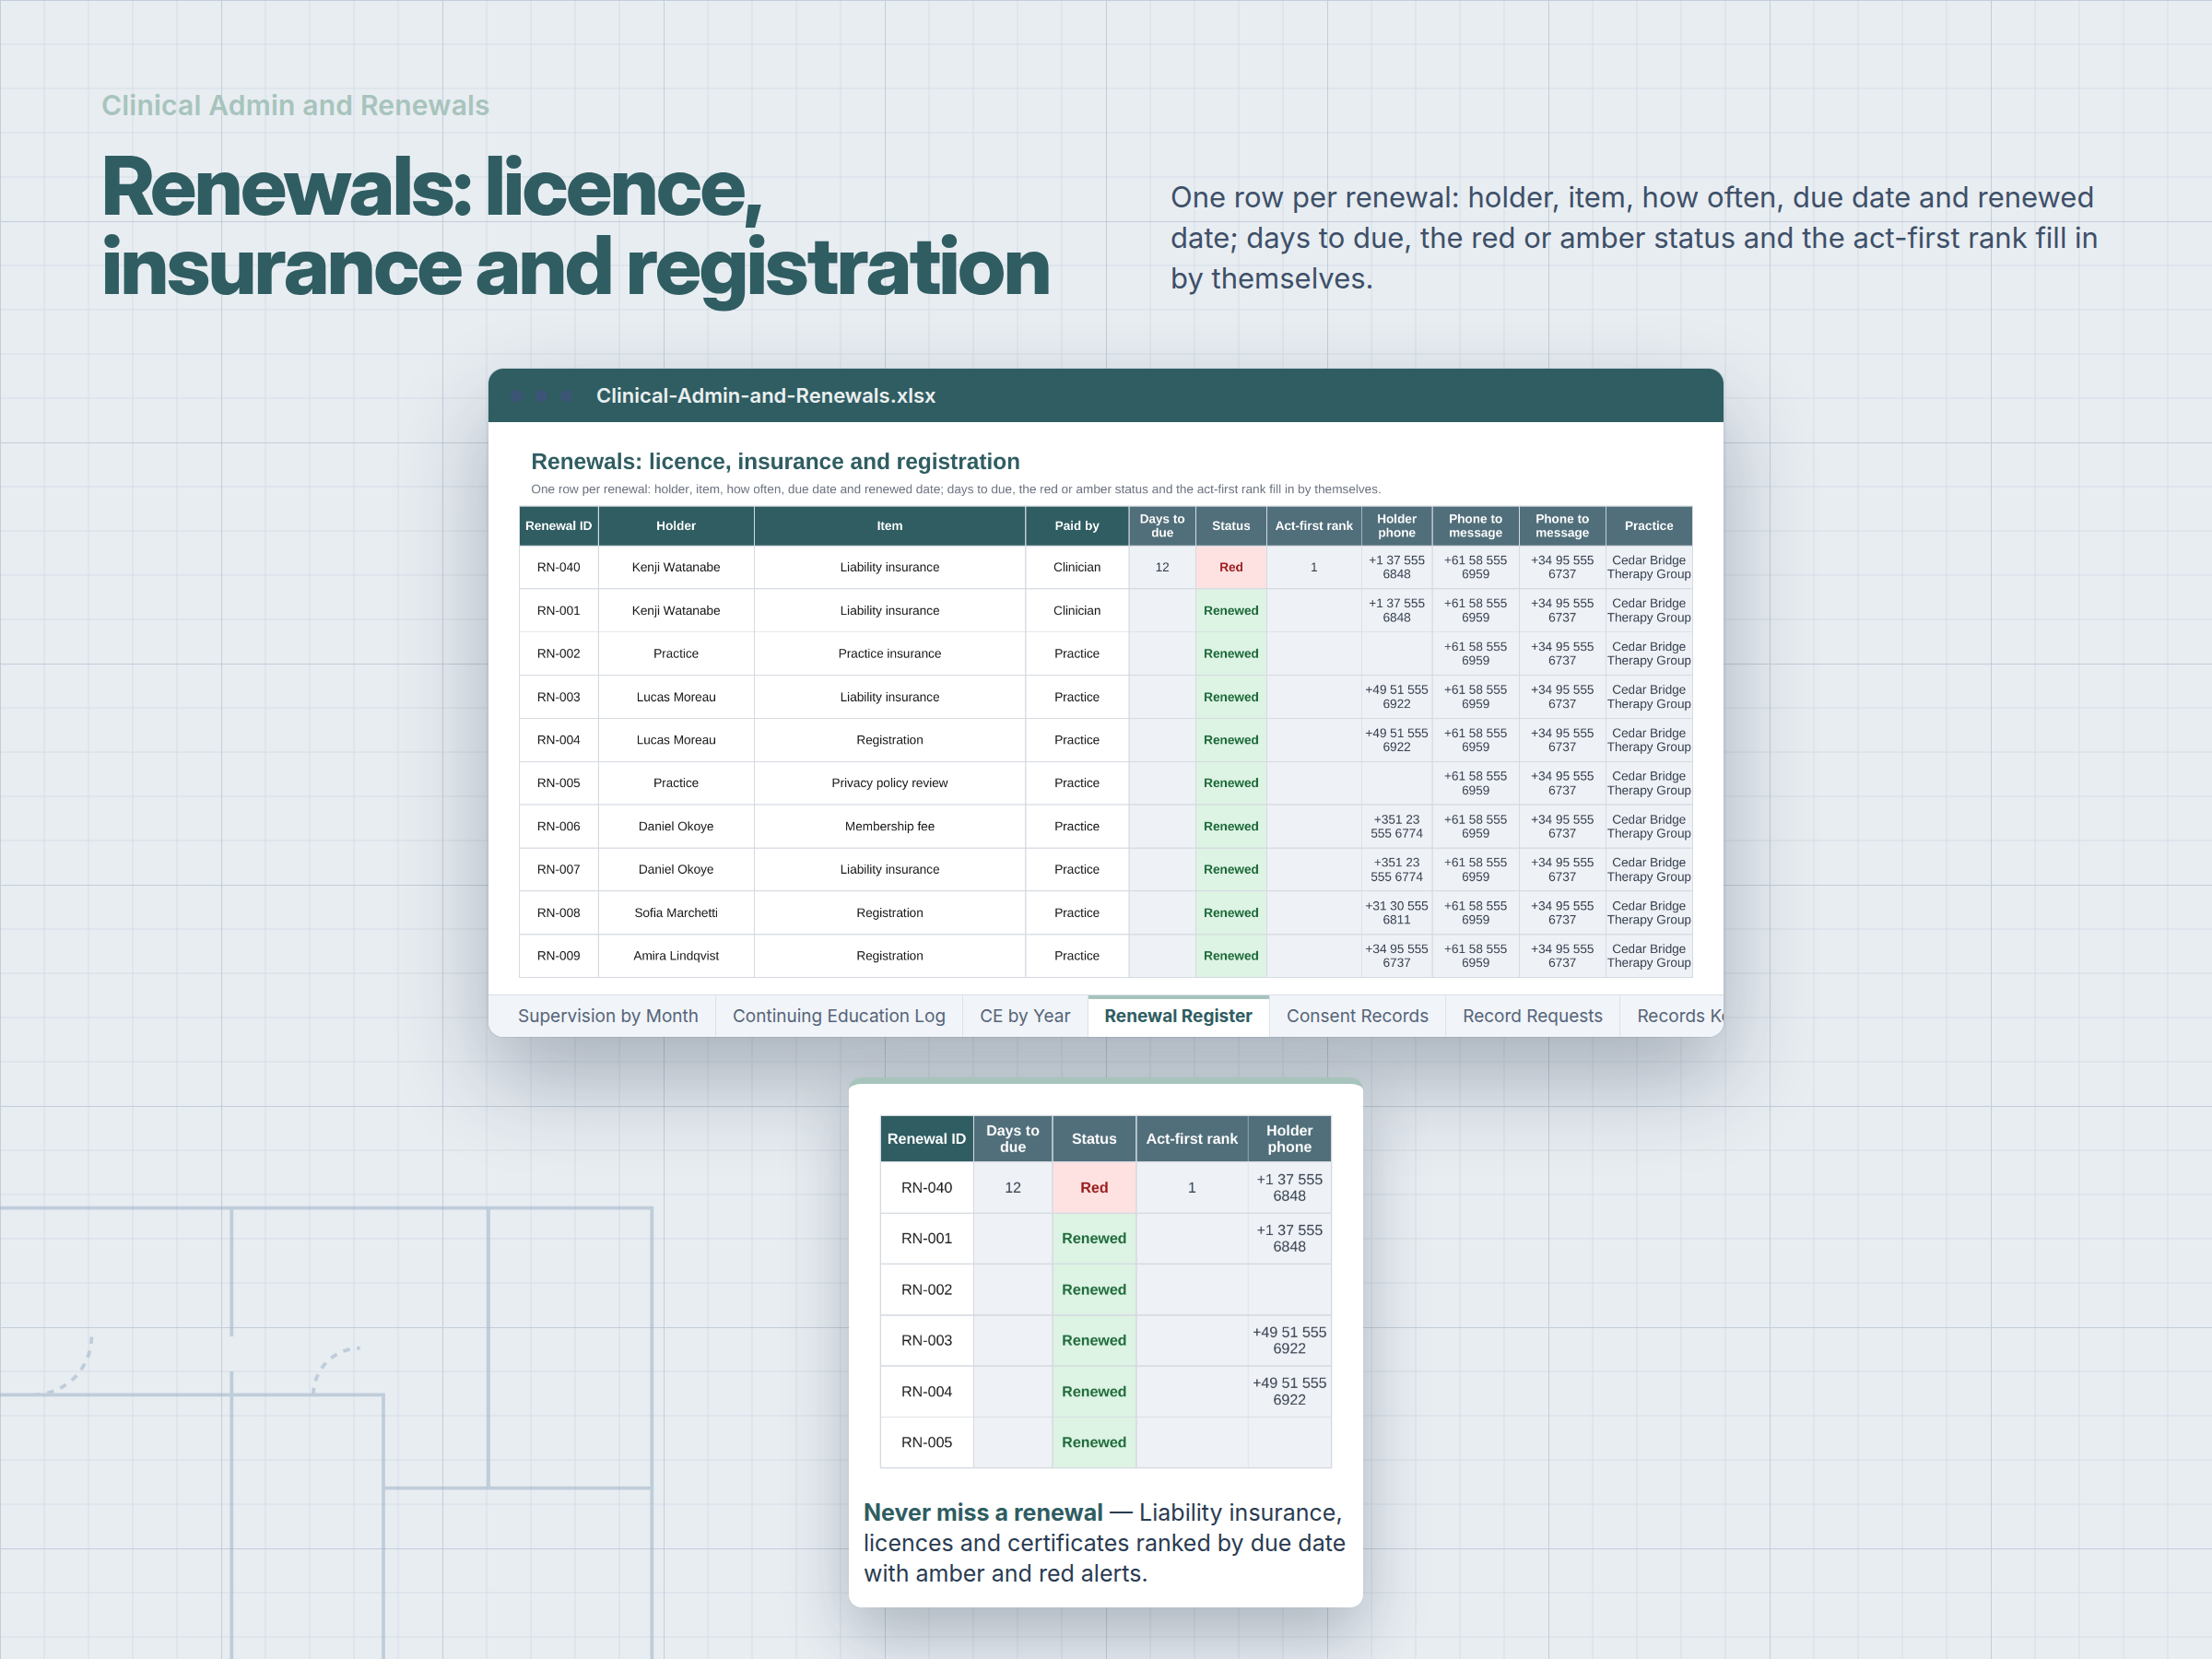 Clinical Admin and Renewals
Renewals: licence,
insurance and registration
One row per renewal: holder, item, how often, due date and renewed
date; days to due, the red or amber status and the act-first rank fill in
by themselves.
Clinical-Admin-and-Renewals.xlsx
Renewals: licence, insurance and registration
One row per renewal: holder, item, how often, due date and renewed date; days to due, the red or amber status and the act-first rank fill in by themselves.
Renewal ID Holder Item Paid by Days to due Status Act-first rank Holder phone Phone to message Phone to message Practice
RN-040 Kenji Watanabe Liability insurance Clinician 12 Red 1 +1 37 555 6848 +61 58 555 6959 +34 95 555 6737 Cedar Bridge Therapy Group
RN-001 Kenji Watanabe Liability insurance Clinician Renewed +1 37 555 6848 +61 58 555 6959 +34 95 555 6737 Cedar Bridge Therapy Group
RN-002 Practice Practice insurance Practice Renewed +61 58 555 6959 +34 95 555 6737 Cedar Bridge Therapy Group
RN-003 Lucas Moreau Liability insurance Practice Renewed +49 51 555 6922 +61 58 555 6959 +34 95 555 6737 Cedar Bridge Therapy Group
RN-004 Lucas Moreau Registration Practice Renewed +49 51 555 6922 +61 58 555 6959 +34 95 555 6737 Cedar Bridge Therapy Group
RN-005 Practice Privacy policy review Practice Renewed +61 58 555 6959 +34 95 555 6737 Cedar Bridge Therapy Group
RN-006 Daniel Okoye Membership fee Practice Renewed +351 23 555 6774 +61 58 555 6959 +34 95 555 6737 Cedar Bridge Therapy Group
RN-007 Daniel Okoye Liability insurance Practice Renewed +351 23 555 6774 +61 58 555 6959 +34 95 555 6737 Cedar Bridge Therapy Group
RN-008 Sofia Marchetti Registration Practice Renewed +31 30 555 6811 +61 58 555 6959 +34 95 555 6737 Cedar Bridge Therapy Group
RN-009 Amira Lindqvist Registration Practice Renewed +34 95 555 6737 +61 58 555 6959 +34 95 555 6737 Cedar Bridge Therapy Group
Supervision by Month Continuing Education Log CE by Year Renewal Register Consent Records Record Requests Records
Renewal ID Days to due Status Act-first rank Holder phone
RN-040 12 Red 1 +1 37 555 6848
RN-001 Renewed +1 37 555 6848
RN-002 Renewed
RN-003 Renewed +49 51 555 6922
RN-004 Renewed +49 51 555 6922
RN-005 Renewed
Never miss a renewal — Liability insurance,
licences and certificates ranked by due date
with amber and red alerts.